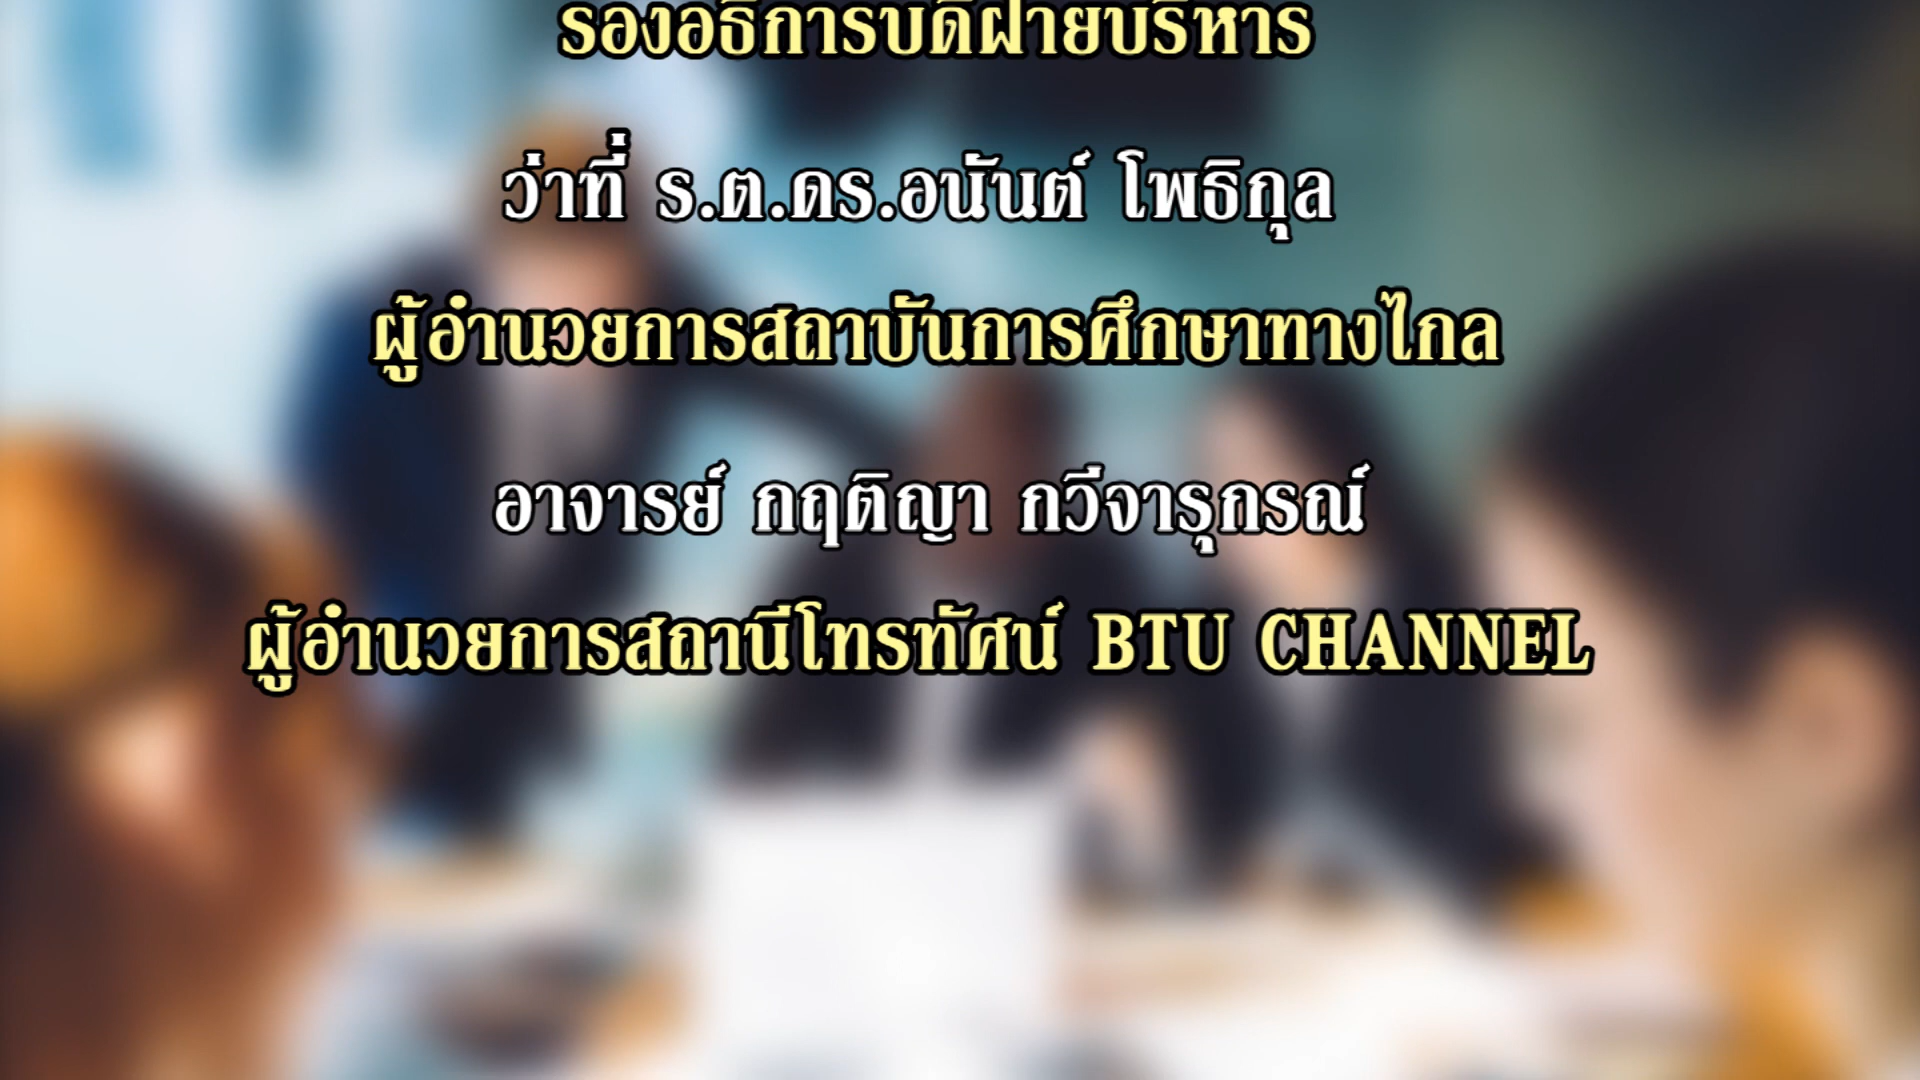 รองอธิการบดีฝ่ายบริหาร
ว่าที่ ร.ต.ดร.อนันต์ โพธิกุล
ผู้อำนวยการสถาบันการศึกษาทางไกล
อาจารย์ กฤติญา กวีจารุกรณ์
ผู้อำนวยการสถานีโทรทัศน์ BTU CHANNEL